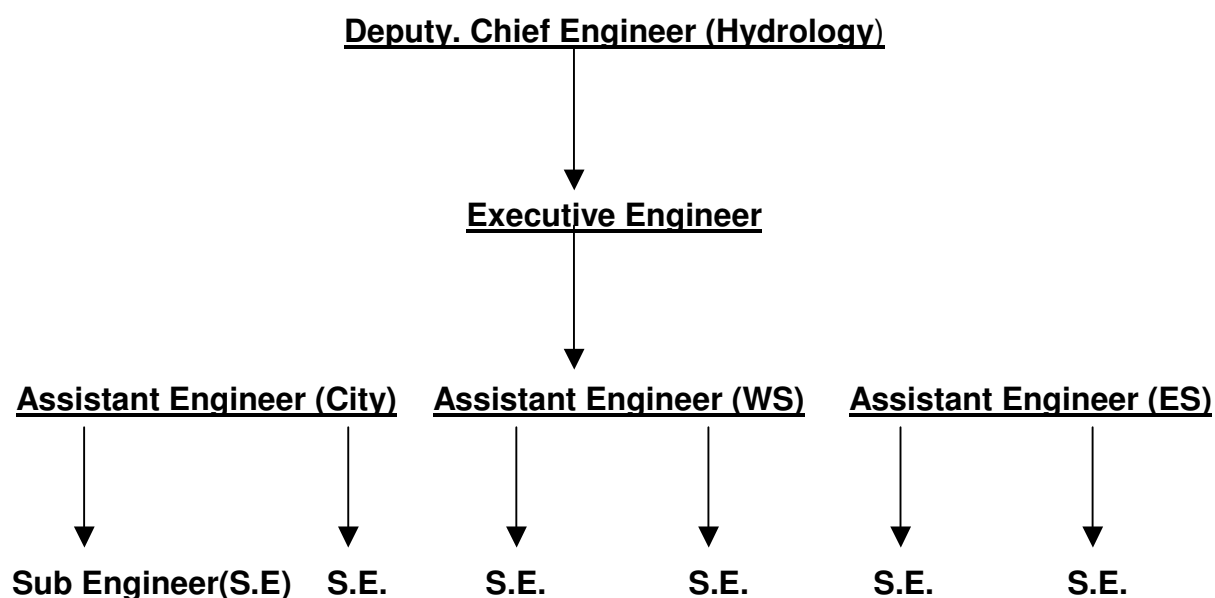 Deputy. Chief Engineer (Hydrology)
Executive Engineer
Assistant Engineer (City) Assistant Engineer (WS) Assistant Engineer (ES)
Sub Engineer(S.E) S.E. S.E. S.E. S.E. S.E.